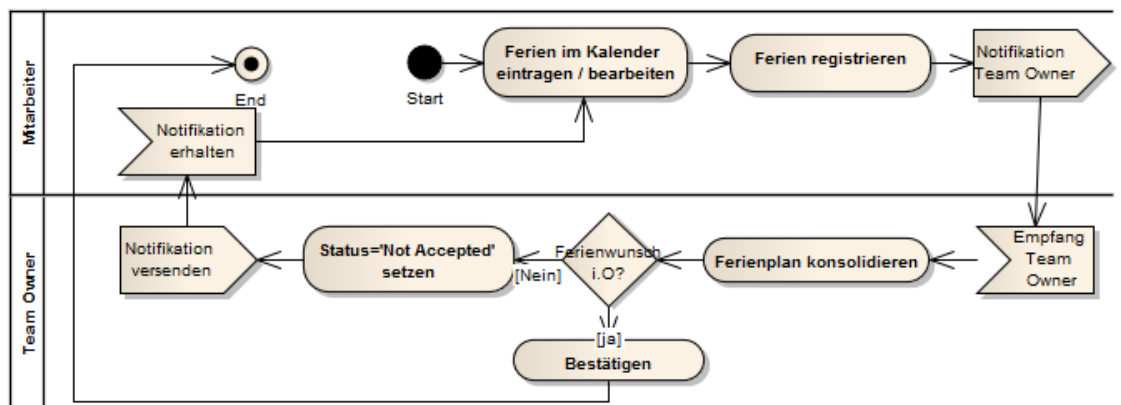 Mitarbeiter
End
Start
Ferien im Kalender
eintragen / bearbeiten
Ferien registrieren
Notifikation
Team Owner
Notifikation
erhalten
Team Owner
Notifikation
versenden
Status='Not Accepted'
setzen
[Nein]
Ferienwunsch
i.O?
Ferienplan konsolidieren
Empfang
Team
Owner
[ja]
Bestätigen